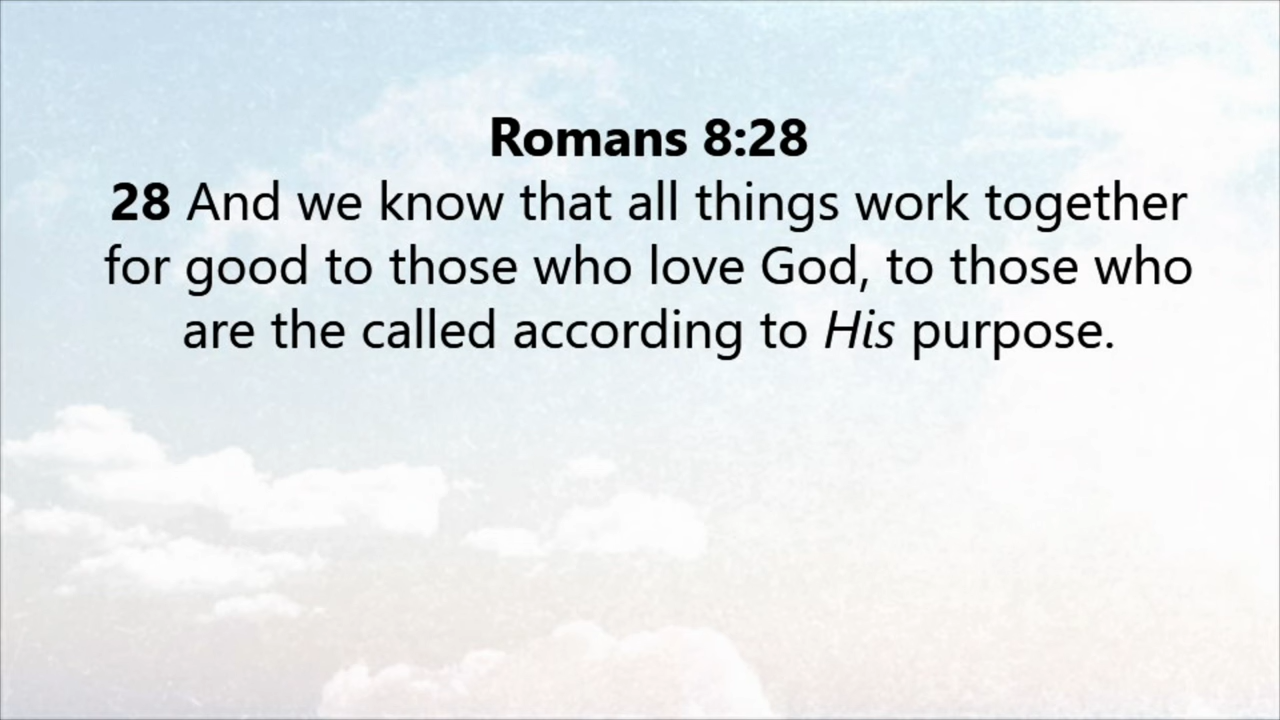 Romans 8:28
28 And we know that all things work together
for good to those who love God, to those who
are the called according to His purpose.